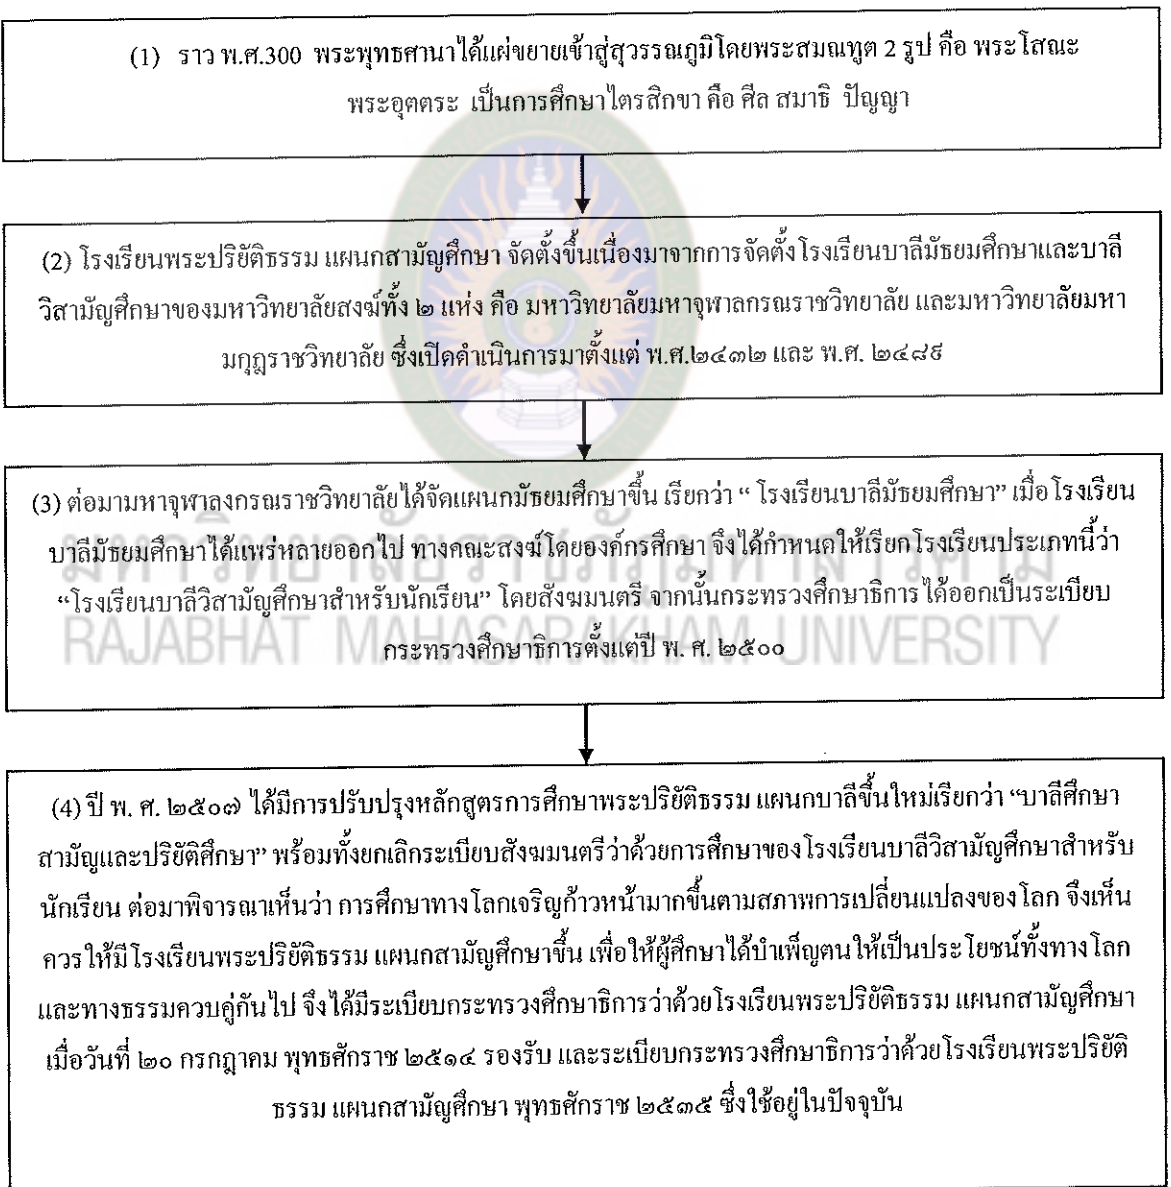 (1) ราว พ.ศ.300 พระพุทธศานาได้แผ่ขยายเข้าสู่สุวรรณภูมิโดยพระสมณทูต 2 รูป คือ พระโสณะ
พระอุตตระ เป็นการศึกษาไตรสิกขา คือ ศีล สมาธิ ปัญญา
(2) โรงเรียนพระปริยัติธรรม แผนกสามัญศึกษา จัดตั้งขึ้นเนื่องมาจากการจัดตั้งโรงเรียนบาลีมัธยมศึกษาและบาลี
วิสามัญศึกษาของมหาวิทยาลัยสงฆ์ทั้ง ๒ แห่ง คือ มหาวิทยาลัยมหาจุฬาลกรณราชวิทยาลัย และมหาวิทยาลัยมหา
มกุฎราชวิทยาลัย ซึ่งเปิดดำเนินการมาตั้งแต่ พ.ศ.๒๔๓๒ และ พ.ศ. ๒๔๘๙
(3) ต่อมามหาจุฬาลงกรณราชวิทยาลัยได้จัดแผนกมัธยมศึกษาขึ้น เรียกว่า “ โรงเรียนบาลีมัธยมศึกษา” เมื่อโรงเรียน
บาลีมัธยมศึกษาได้แพร่หลายออกไป ทางคณะสงฆ์โดยองค์กรศึกษา จึงได้กำหนดให้เรียกโรงเรียนประเภทนี้ว่า
“โรงเรียนบาลีวิสามัญศึกษาสำหรับนักเรียน” โดยสังฆมนตรี จากนั้นกระทรวงศึกษาธิการได้ออกเป็นระเบียบ
กระทรวงศึกษาธิการตั้งแต่ปี พ. ศ. ๒๕๐๐
มหาวิทยาลัยราชภัฏมหาสารคาม
RAJABHAT MAHASARAKHAM UNIVERSITY
(4) ปี พ. ศ. ๒๕๐๗ ได้มีการปรับปรุงหลักสูตรการศึกษาพระปริยัติธรรม แผนกบาลีขึ้นใหม่เรียกว่า “บาลีศึกษา
สามัญและปริยัติศึกษา” พร้อมทั้งยกเลิกระเบียบสังฆมนตรีว่าด้วยการศึกษาของโรงเรียนบาลีวิสามัญศึกษาสำหรับ
นักเรียน ต่อมาพิจารณาเห็นว่า การศึกษาทางโลกเจริญก้าวหน้ามากขึ้นตามสภาพการเปลี่ยนแปลงของโลก จึงเห็น
ควรให้มีโรงเรียนพระปริยัติธรรม แผนกสามัญศึกษาขึ้น เพื่อให้ผู้ศึกษาได้บำเพ็ญตนให้เป็นประโยชน์ทั้งทางโลก
และทางธรรมควบคู่กันไป จึงได้มีระเบียบกระทรวงศึกษาธิการว่าด้วยโรงเรียนพระปริยัติธรรม แผนกสามัญศึกษา
เมื่อวันที่ ๒๐ กรกฎาคม พุทธศักราช ๒๕๑๔ รองรับ และระเบียบกระทรวงศึกษาธิการว่าด้วยโรงเรียนพระปริยัติ
ธรรม แผนกสามัญศึกษา พุทธศักราช ๒๕๓๕ ซึ่งใช้อยู่ในปัจจุบัน